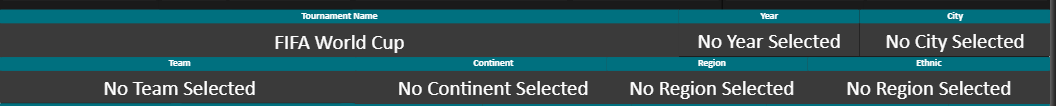 Tournament Name Year City
FIFA World Cup No Year Selected No City Selected
Team Continent Region Ethnic
No Team Selected No Continent Selected No Region Selected No Region Selected